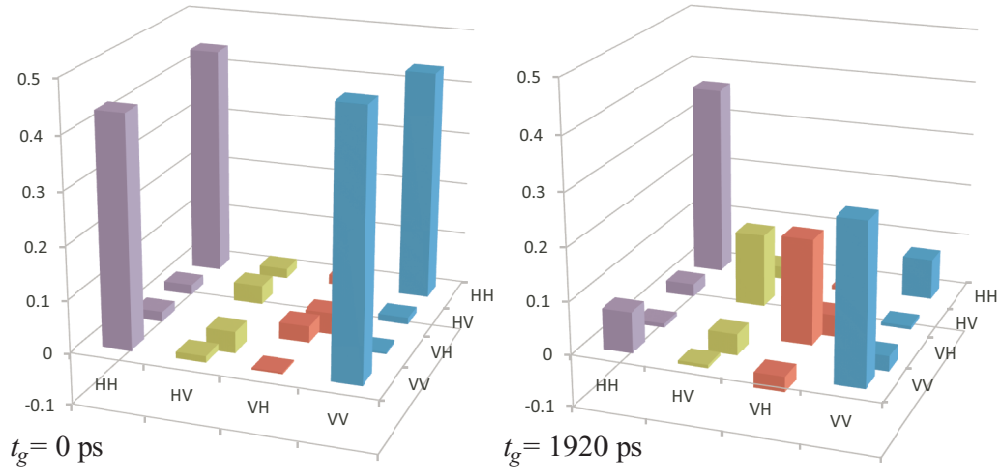 0.5
0.4
0.3
0.2
0.1
0
-0.1
HH
HV
VH
VV
HH
HV
VH
VV
t_g= 0 ps
0.5
0.4
0.3
0.2
0.1
0
-0.1
HH
HV
VH
VV
HH
HV
VH
VV
t_g= 1920 ps